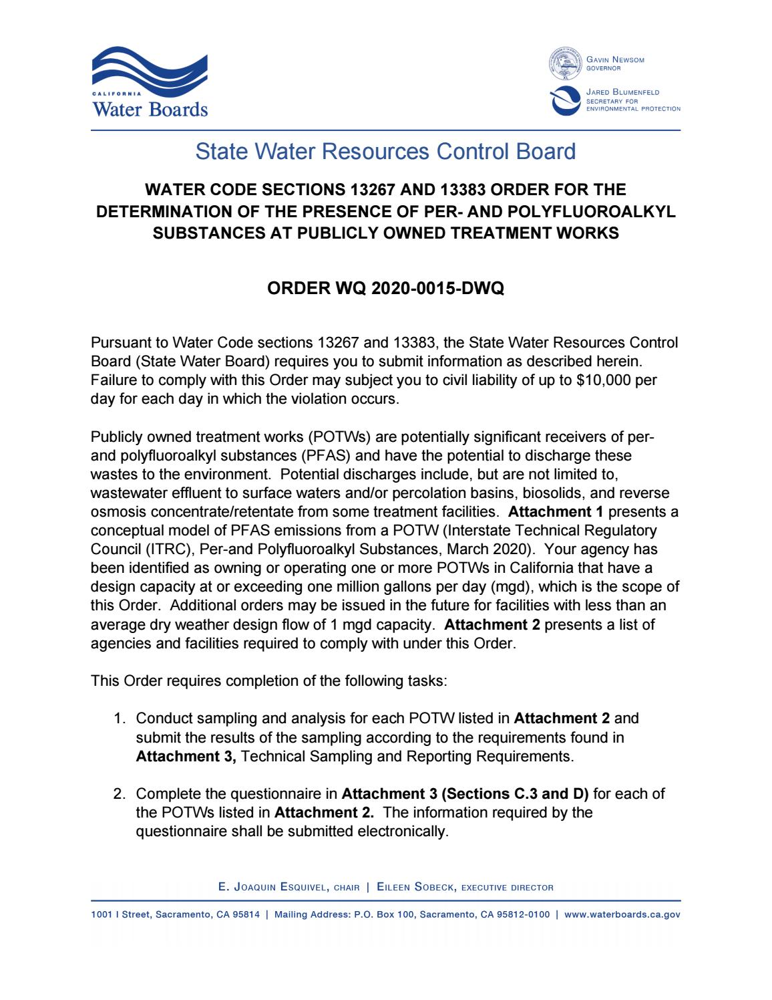 CALIFORNIA
Water Boards
GAVIN NEWSOM
GOVERNOR
JARED BLUMENFELD
SECRETARY FOR
ENVIRONMENTAL PROTECTION
State Water Resources Control Board
WATER CODE SECTIONS 13267 AND 13383 ORDER FOR THE
DETERMINATION OF THE PRESENCE OF PER- AND POLYFLUOROALKYL
SUBSTANCES AT PUBLICLY OWNED TREATMENT WORKS
ORDER WQ 2020-0015-DWQ
Pursuant to Water Code sections 13267 and 13383, the State Water Resources Control
Board (State Water Board) requires you to submit information as described herein.
Failure to comply with this Order may subject you to civil liability of up to $10,000 per
day for each day in which the violation occurs.
Publicly owned treatment works (POTWs) are potentially significant receivers of per-
and polyfluoroalkyl substances (PFAS) and have the potential to discharge these
wastes to the environment.  Potential discharges include, but are not limited to,
wastewater effluent to surface waters and/or percolation basins, biosolids, and reverse
osmosis concentrate/retentate from some treatment facilities.  Attachment 1 presents a
conceptual model of PFAS emissions from a POTW (Interstate Technical Regulatory
Council (ITRC), Per-and Polyfluoroalkyl Substances, March 2020).  Your agency has
been identified as owning or operating one or more POTWs in California that have a
design capacity at or exceeding one million gallons per day (mgd), which is the scope of
this Order.  Additional orders may be issued in the future for facilities with less than an
average dry weather design flow of 1 mgd capacity.  Attachment 2 presents a list of
agencies and facilities required to comply with under this Order.
This Order requires completion of the following tasks:
1. Conduct sampling and analysis for each POTW listed in Attachment 2 and
submit the results of the sampling according to the requirements found in
Attachment 3, Technical Sampling and Reporting Requirements.
2. Complete the questionnaire in Attachment 3 (Sections C.3 and D) for each of
the POTWs listed in Attachment 2.  The information required by the
questionnaire shall be submitted electronically.
E. JOAQUIN ESQUIVEL, CHAIR | EILEEN SOBECK, EXECUTIVE DIRECTOR
1001 I Street, Sacramento, CA 95814 | Mailing Address: P.O. Box 100, Sacramento, CA 95812-0100 | www.waterboards.ca.gov